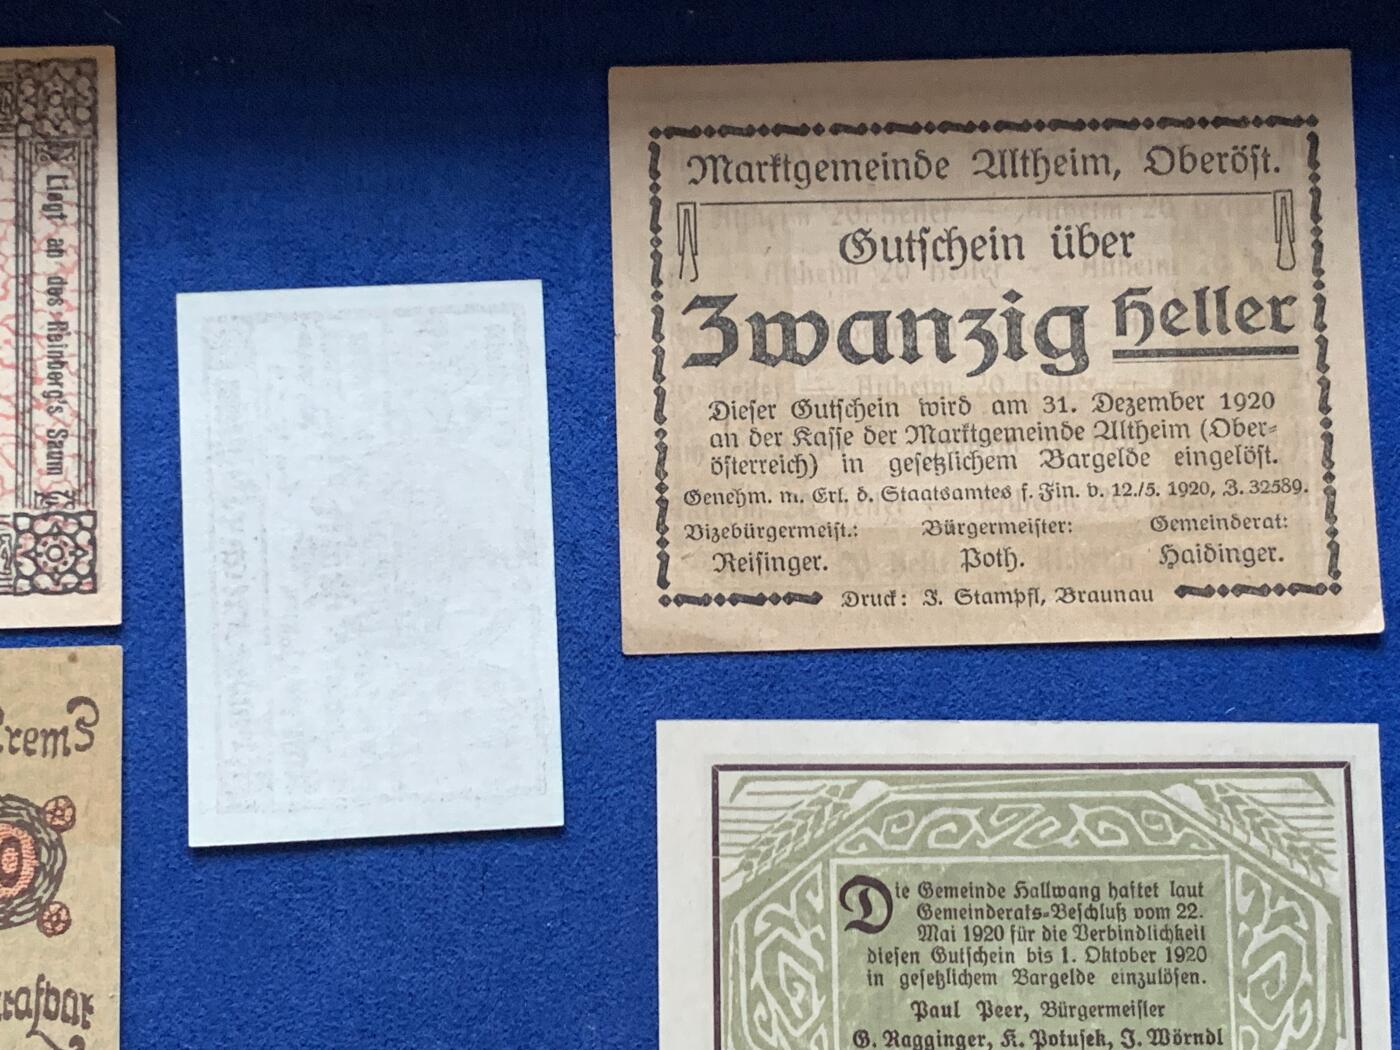 Liegt ab des Rainberg's Saum
Marktgemeinde Altheim, Oberöst.
Gutschein über
Zwanzig Heller
Dieser Gutschein wird am 31. Dezember 1920
an der Kasse der Marktgemeinde Altheim (Ober-
österreich) in gesetzlichem Bargelde eingelöst.
Genehm. m. Erl. d. Staatsamtes f. Fin. v. 12./5. 1920, Z. 32589.
Vizebürgermeist.: Bürgermeister: Gemeinderat:
Reisinger. Poth. Haidinger.
Druck: J. Stampfl, Braunau
Die Gemeinde Hallwang haftet laut
Gemeinderats-Beschluß vom 22.
Mai 1920 für die Verbindlichkeit
diesen Gutschein bis 1. Oktober 1920
in gesetzlichem Bargelde einzulösen.
Paul Peer, Bürgermeister
G. Ragginger, K. Potusek, J. Wörndl